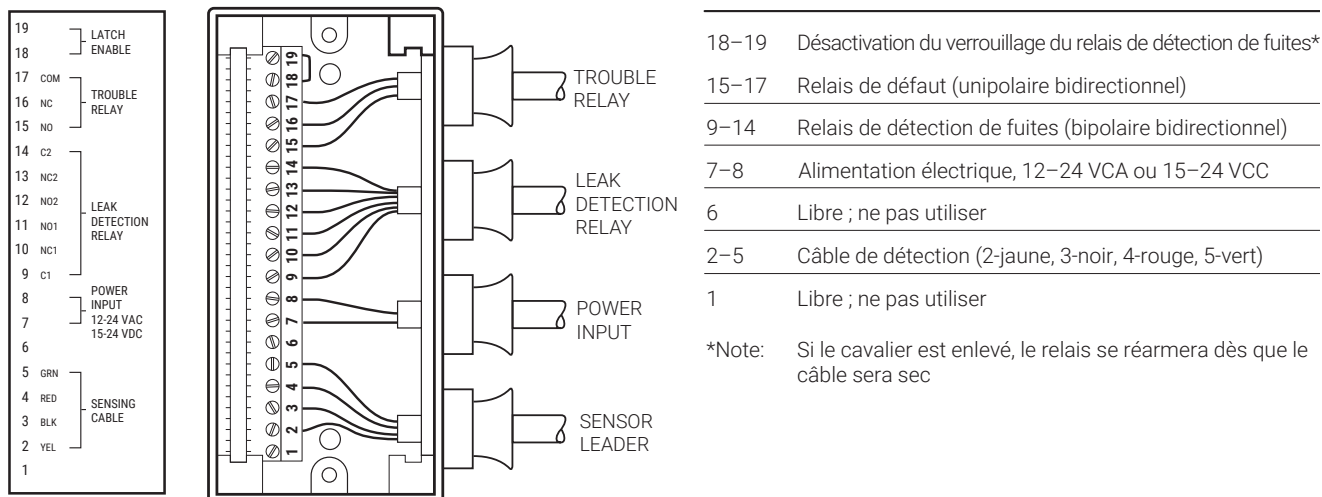 19
LATCH
18
ENABLE
17 COM
TROUBLE
16 NC
RELAY
15 NO
14 C2
13 NC2
12 NO2
LEAK
DETECTION
RELAY
11 NO1
10 NC1
9 C1
8
POWER
INPUT
12-24 VAC
15-24 VDC
7
6
5 GRN
4 RED
SENSING
CABLE
3 BLK
2 YEL
1
19
18
17
16
15
14
13
12
11
10
9
8
7
6
5
4
3
2
1
TROUBLE
RELAY
LEAK
DETECTION
RELAY
POWER
INPUT
SENSOR
LEADER
18–19 Désactivation du verrouillage du relais de détection de fuites*
15–17 Relais de défaut (unipolaire bidirectionnel)
9–14 Relais de détection de fuites (bipolaire bidirectionnel)
7–8 Alimentation électrique, 12–24 VCA ou 15–24 VCC
6 Libre ; ne pas utiliser
2–5 Câble de détection (2-jaune, 3-noir, 4-rouge, 5-vert)
1 Libre ; ne pas utiliser
*Note: Si le cavalier est enlevé, le relais se réarmera dès que le
câble sera sec